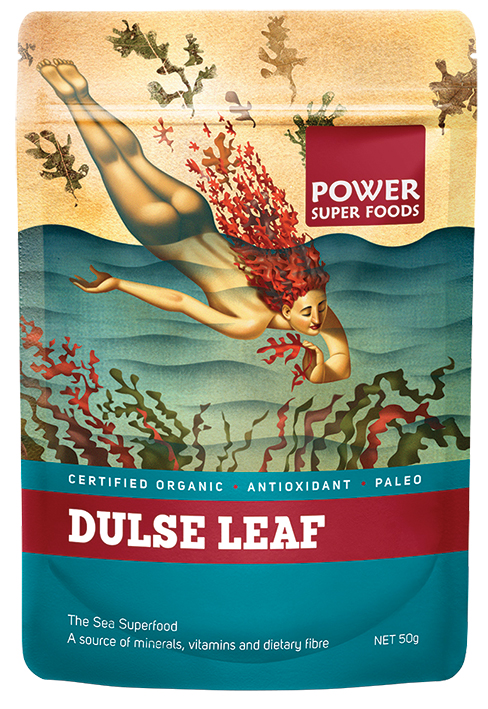 POWER
SUPER FOODS
CERTIFIED ORGANIC • ANTIOXIDANT • PALEO
DULSE LEAF
The Sea Superfood
A source of minerals, vitamins and dietary fibre
NET 50g